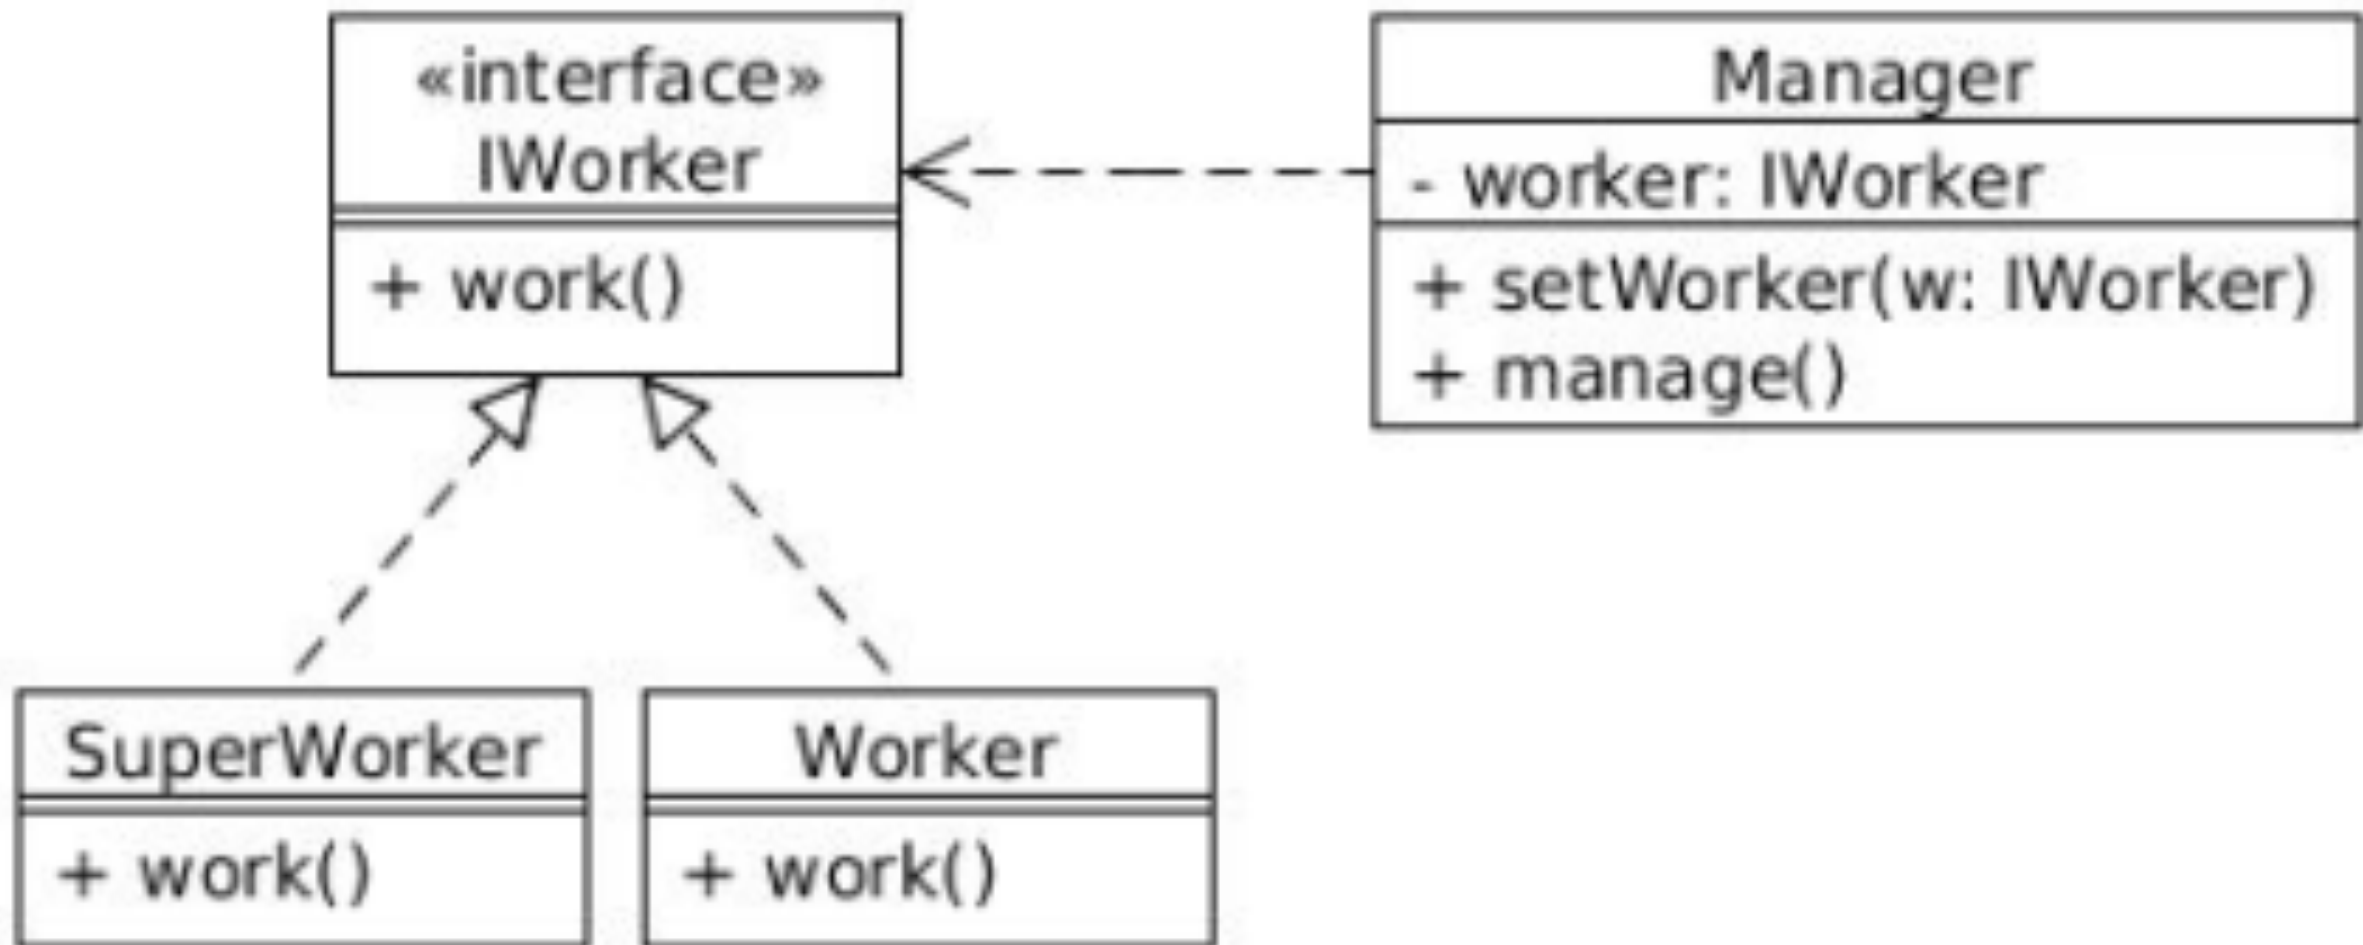 «interface»
IWorker
+ work()
Manager
- worker: IWorker
+ setWorker(w: IWorker)
+ manage()
SuperWorker
+ work()
Worker
+ work()